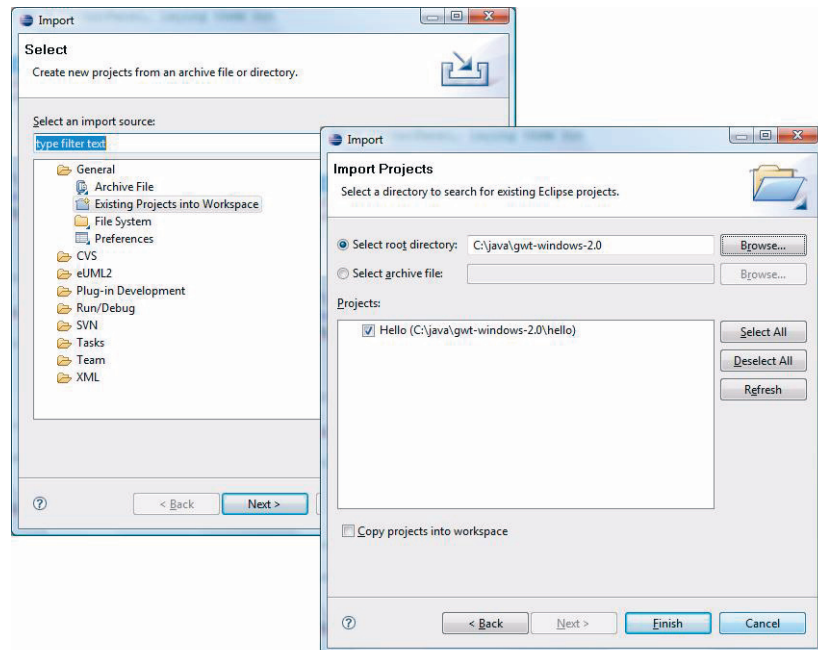 Import
Select
Create new projects from an archive file or directory.
Select an import source:
type filter text
General
Archive File
Existing Projects into Workspace
File System
Preferences
CVS
eUML2
Plug-in Development
Run/Debug
SVN
Tasks
Team
XML
< Back Next >
Import
Import Projects
Select a directory to search for existing Eclipse projects.
Select root directory: C:\java\gwt-windows-2.0 Browse...
Select archive file: Browse...
Projects:
Hello (C:\java\gwt-windows-2.0\hello)
Select All
Deselect All
Refresh
Copy projects into workspace
< Back Next > Finish Cancel